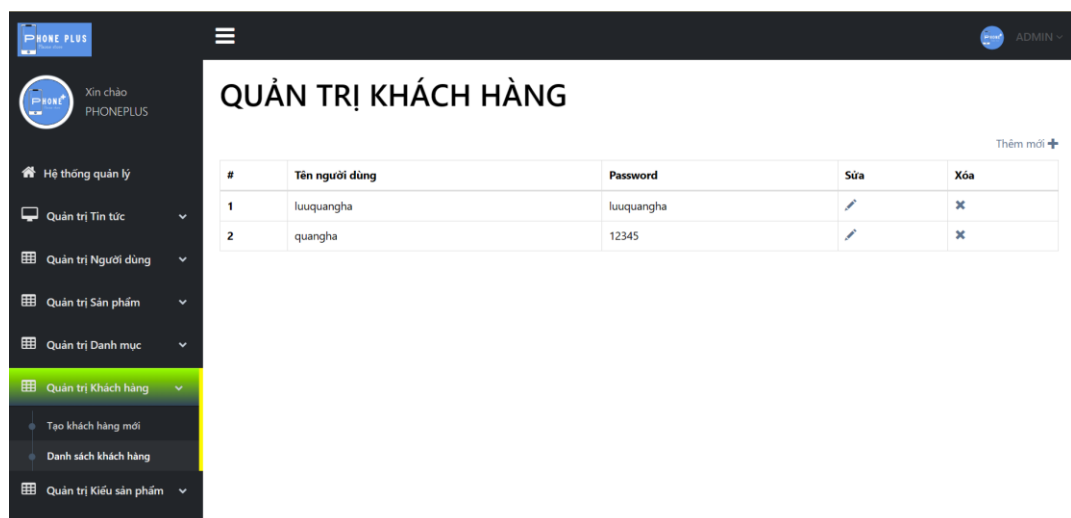 PHONE PLUS
ADMIN
PHONE+
Xin chào
PHONEPLUS
QUẢN TRỊ KHÁCH HÀNG
Thêm mới
Hệ thống quản lý
Quản trị Tin tức
Quản trị Người dùng
Quản trị Sản phẩm
Quản trị Danh mục
Quản trị Khách hàng
Tạo khách hàng mới
Danh sách khách hàng
Quản trị Kiểu sản phẩm
# Tên người dùng Password Sửa Xóa
1 luuquangha luuquangha
2 quangha 12345